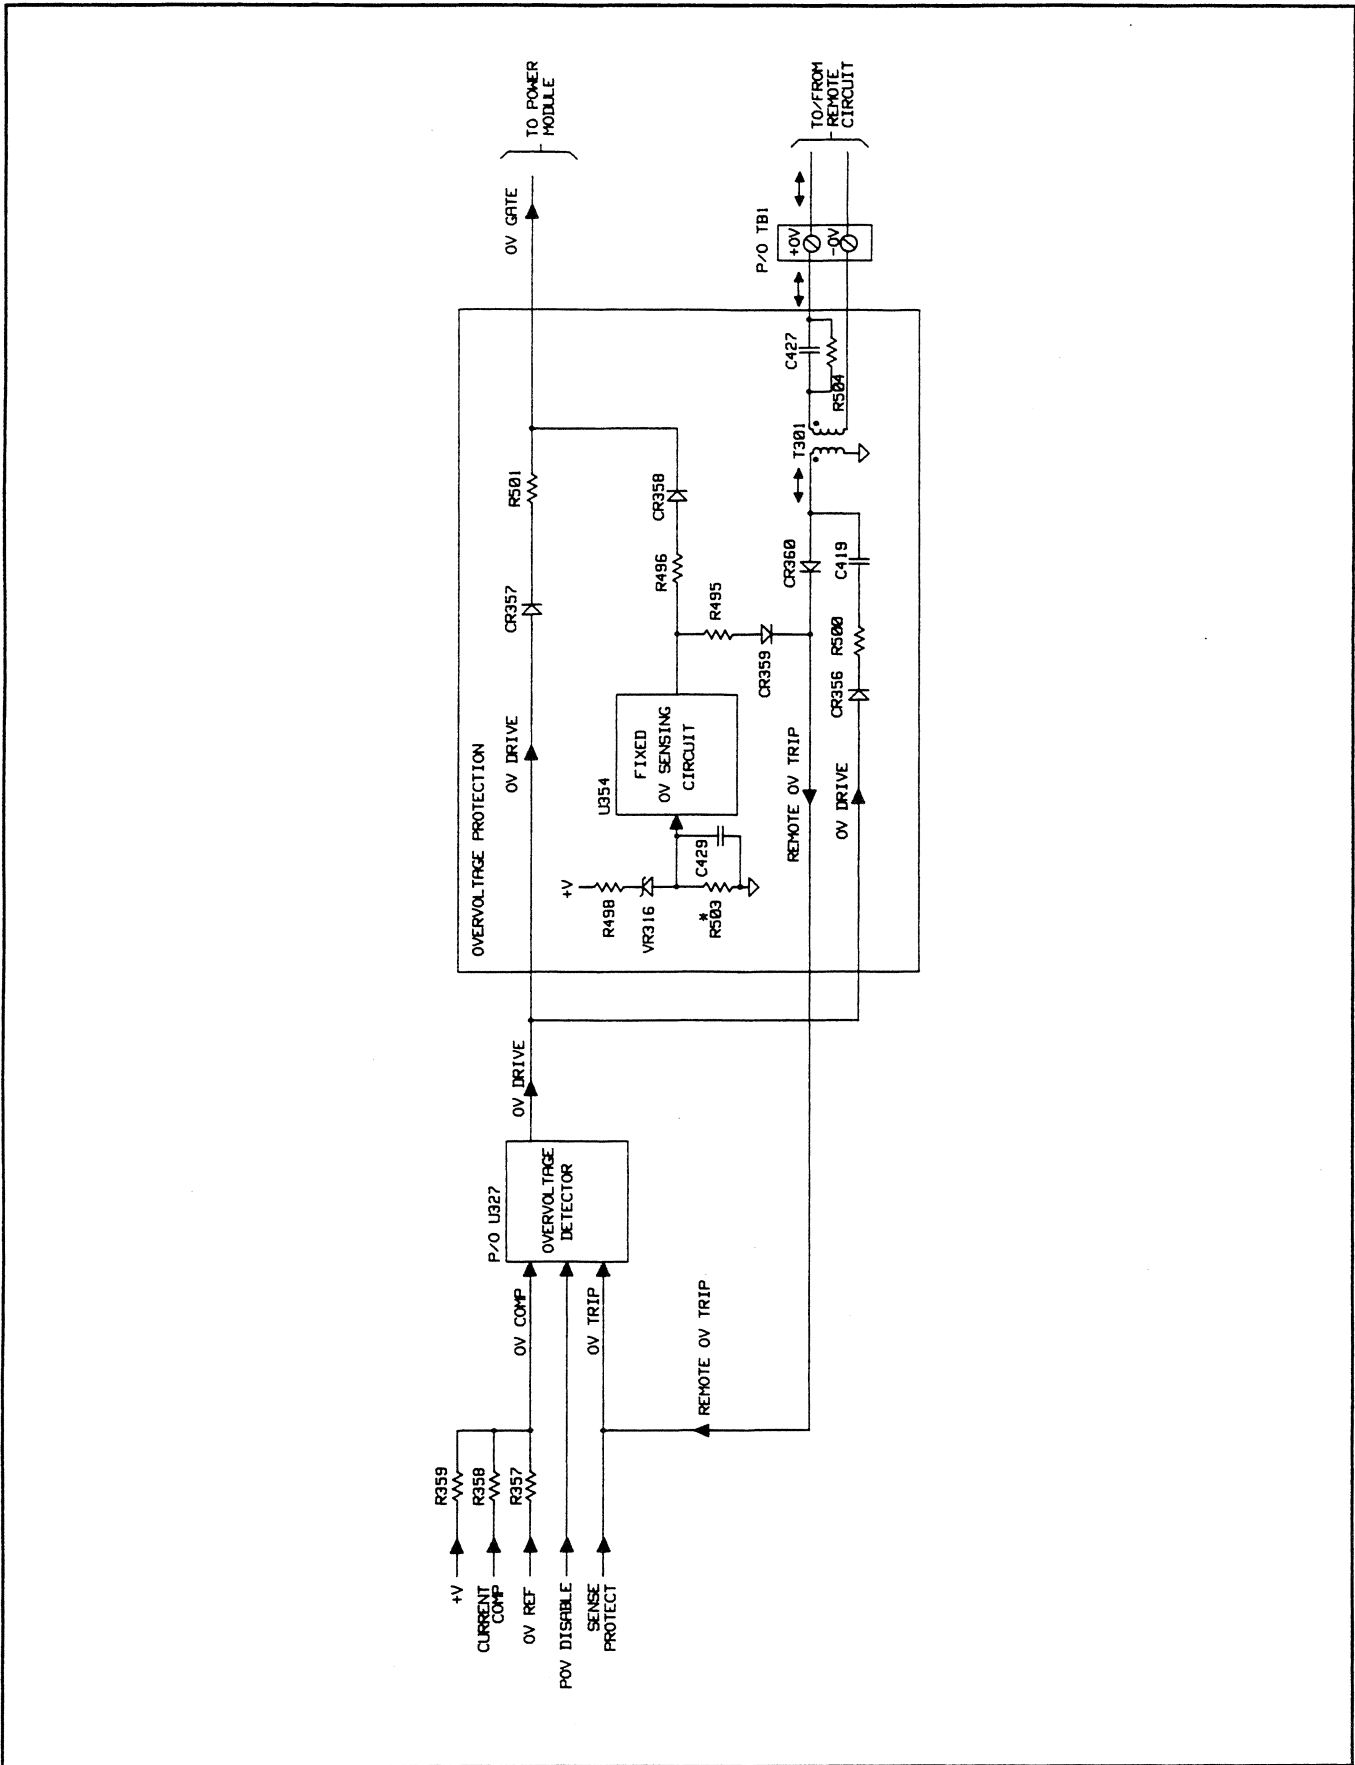 +V
R359
CURRENT
COMP
R358
OV REF
R357
OV COMP
POV DISABLE
SENSE
PROTECT
OV TRIP
REMOTE OV TRIP
P/O U327
OVERVOLTAGE
DETECTOR
OV DRIVE
OVERVOLTAGE PROTECTION
OV DRIVE
CR357
R501
OV GATE
TO POWER
MODULE
+V
R498
VR316
*
R503
C429
U354
FIXED
OV SENSING
CIRCUIT
R496
CR358
R495
CR359
REMOTE OV TRIP
CR360
OV DRIVE
CR356
R500
C419
T301
C427
R504
P/O TB1
+OV
-OV
TO/FROM
REMOTE
CIRCUIT